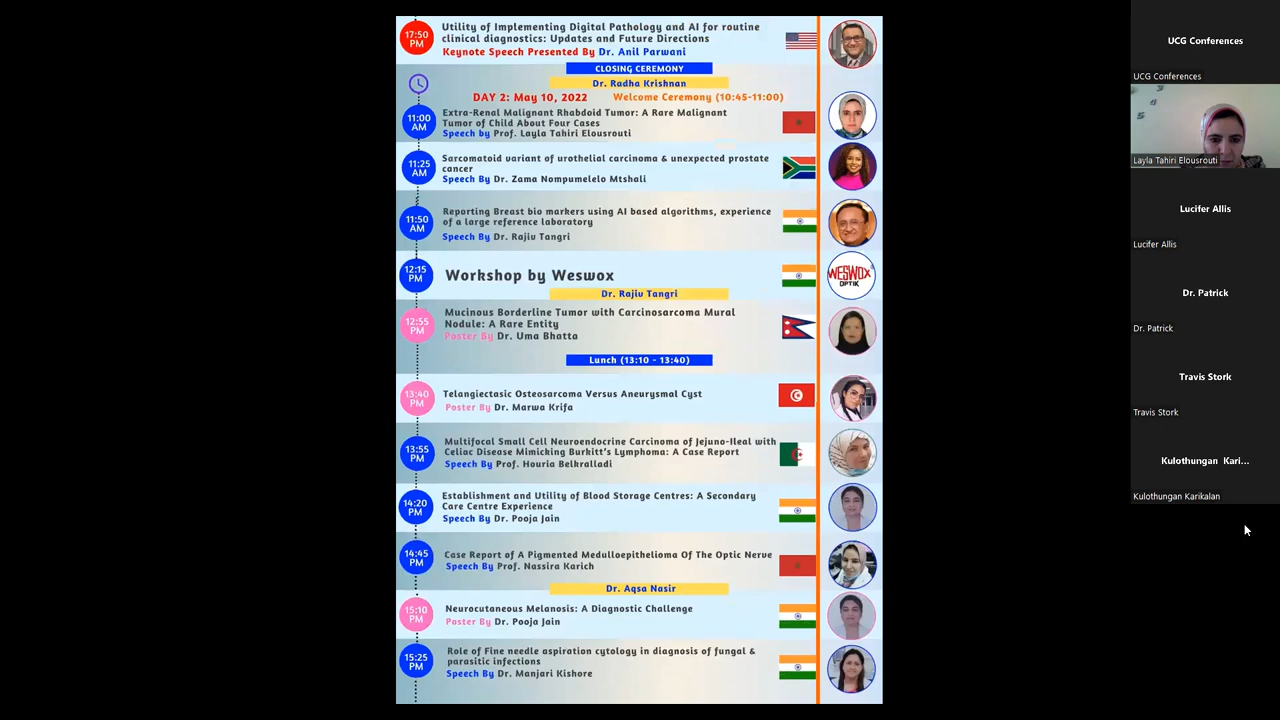 17:50
PM
Utility of Implementing Digital Pathology and AI for routine
clinical diagnostics: Updates and Future Directions
Keynote Speech Presented By Dr. Anil Parwani
CLOSING CEREMONY
Dr. Radha Krishnan
DAY 2: May 10, 2022
Welcome Ceremony (10:45-11:00)
11:00
AM
Extra-Renal Malignant Rhabdoid Tumor: A Rare Malignant
Tumor of Child About Four Cases
Speech by Prof. Layla Tahiri Elousrouti
11:25
AM
Sarcomatoid variant of urothelial carcinoma & unexpected prostate
cancer
Speech By Dr. Zama Nompumelelo Mtshali
11:50
AM
Reporting Breast bio markers using AI based algorithms, experience
of a large reference laboratory
Speech By Dr. Rajiv Tangri
12:15
PM
Workshop by Weswox
WESWOX
OPTIK
Dr. Rajiv Tangri
12:55
PM
Mucinous Borderline Tumor with Carcinosarcoma Mural
Nodule: A Rare Entity
Poster By Dr. Uma Bhatta
Lunch (13:10 - 13:40)
13:40
PM
Telangiectasic Osteosarcoma Versus Aneurysmal Cyst
Poster By Dr. Marwa Krifa
13:55
PM
Multifocal Small Cell Neuroendocrine Carcinoma of Jejuno-Ileal with
Celiac Disease Mimicking Burkitt's Lymphoma: A Case Report
Speech By Prof. Houria Belkralladi
14:20
PM
Establishment and Utility of Blood Storage Centres: A Secondary
Care Centre Experience
Speech By Dr. Pooja Jain
14:45
PM
Case Report of A Pigmented Medulloepithelioma Of The Optic Nerve
Speech By Prof. Nassira Karich
Dr. Aqsa Nasir
15:10
PM
Neurocutaneous Melanosis: A Diagnostic Challenge
Poster By Dr. Pooja Jain
15:25
PM
Role of Fine needle aspiration cytology in diagnosis of fungal &
parasitic infections
Speech By Dr. Manjari Kishore
UCG Conferences
UCG Conferences
Layla Tahiri Elousrouti
Lucifer Allis
Lucifer Allis
Dr. Patrick
Dr. Patrick
Travis Stork
Travis Stork
Kulothungan Kari...
Kulothungan Karikalan